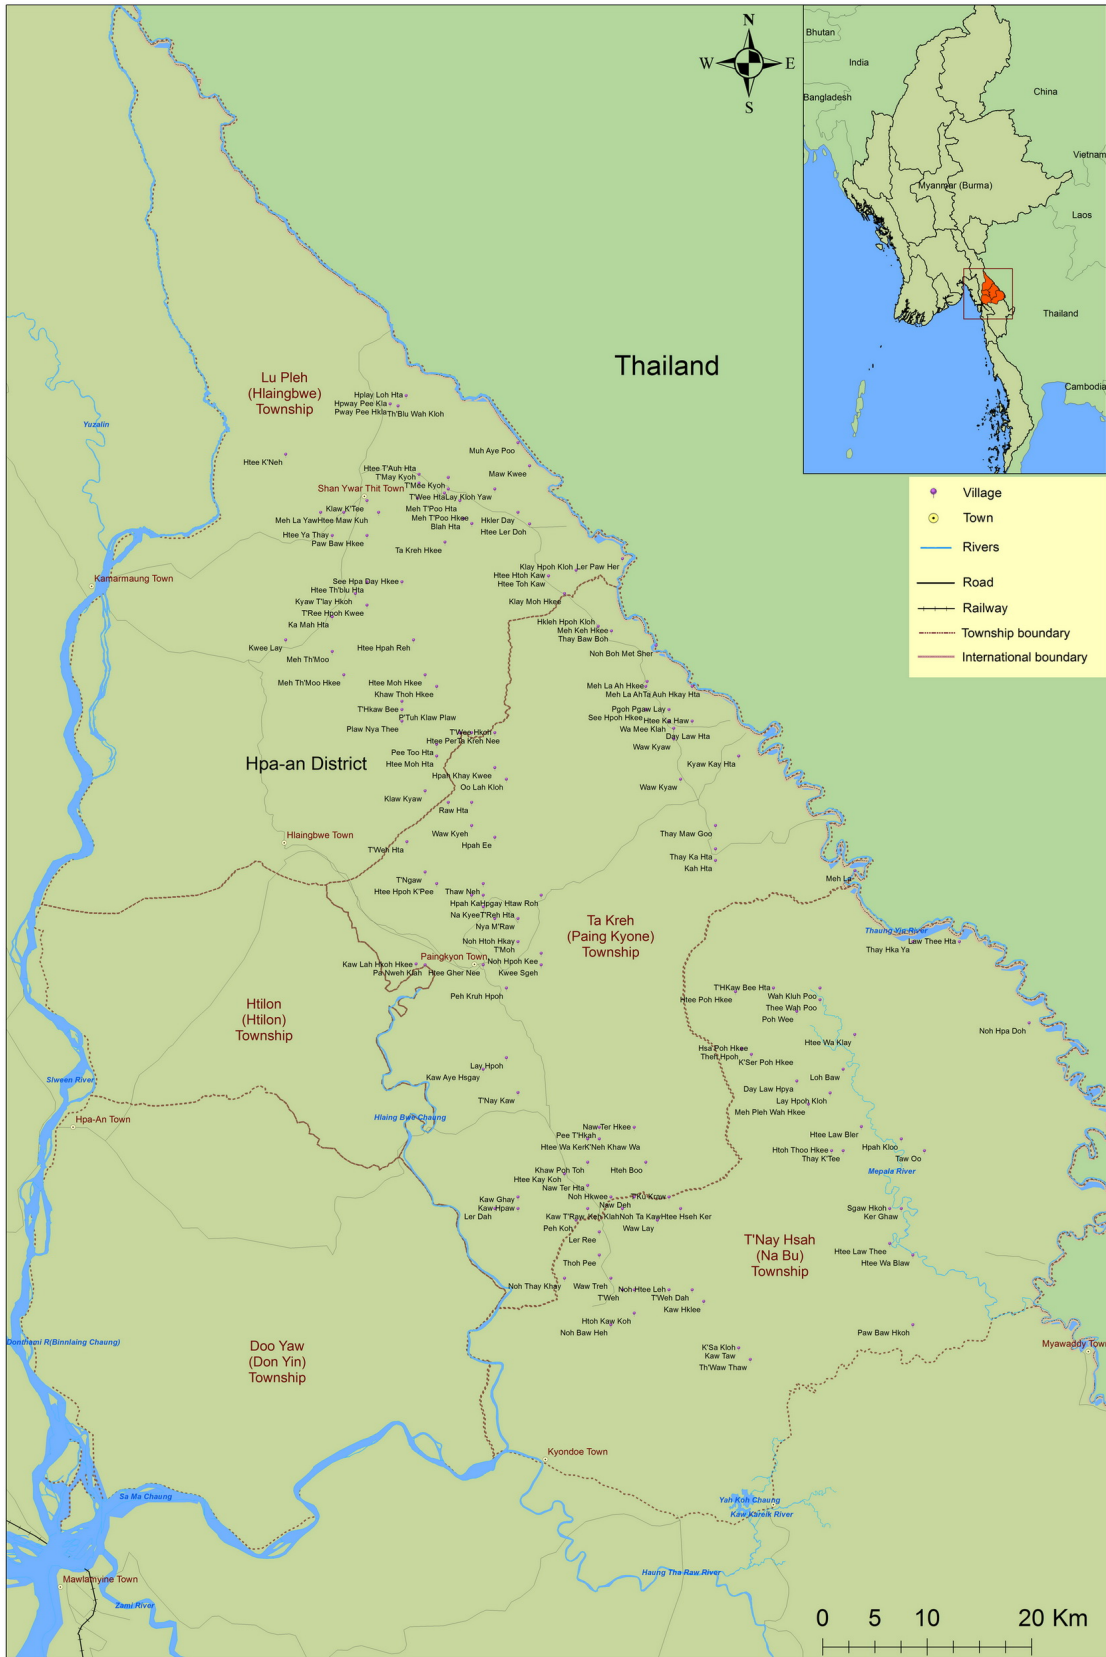 N
W
E
S
Bhutan
India
China
Bangladesh
Vietnam
Myanmar (Burma)
Laos
Thailand
Cambodia
Village
Town
Rivers
Road
Railway
Township boundary
International boundary
Thailand
Lu Pleh
(Hlaingbwe)
Township
Hplay Loh Hta
Hpway Pee Kla
Pway Pee Hkla
Th'Blu Wah Kloh
Yuzalin
Muh Aye Poo
Htee K'Neh
Htee T'Auh Hta
Maw Kwee
T'May Kyoh
T'Mee Kyoh
Shan Ywar Thit Town
T'Wee Hta
Lay Kloh Yaw
Klaw K'Tee
Meh T'Poo Hta
Meh La Yaw
Htee Maw Kuh
Meh T'Poo Hkee
Hkler Day
Blah Hta
Htee Ler Doh
Htee Ya Thay
Paw Baw Hkee
Ta Kreh Hkee
Klay Hpoh Kloh
Ler Paw Her
Kamarmaung Town
See Hpa Day Hkee
Htee Htoh Kaw
Htee Toh Kaw
Htee Th'blu Hta
Klay Moh Hkee
Kyaw T'lay Hkoh
T'Ree Hpoh Kwee
Ka Mah Hta
Hkleh Hpoh Kloh
Meh Keh Hkee
Thay Baw Boh
Kwee Lay
Htee Hpah Reh
Meh Th'Moo
Noh Boh Met Sher
Meh Th'Moo Hkee
Htee Moh Hkee
Meh La Ah Hkee
Khaw Thoh Hkee
Meh La Ah
Ta Auh Hkay Hta
T'Hkaw Bee
Pgoh Pgaw Lay
P'Tuh Klaw Plaw
See Hpoh Hkee
Htee Ka Haw
Plaw Nya Thee
Wa Mee Klah
T'Wee Hkoh
Day Law Hta
Htee Per
Ta Kreh Nee
Waw Kyaw
Pee Too Hta
Kyaw Kay Hta
Hpa-an District
Htee Moh Hta
Hpah Khay Kwee
Oo Lah Kloh
Waw Kyaw
Klaw Kyaw
Raw Hta
Hlaingbwe Town
Waw Kyeh
Thay Maw Goo
Hpah Ee
T'Weh Hta
Thay Ka Hta
Kah Hta
T'Ngaw
Meh La
Htee Hpoh K'Pee
Thaw Neh
Hpah Ka
Hpgay Htaw Roh
Ta Kreh
(Paing Kyone)
Township
Na Kyee
T'Reh Hta
Nya M'Raw
Thaung Yin River
Noh Htoh Hkay
Law Thee Hta
T'Moh
Thay Hka Ya
Paingkyon Town
Noh Hpoh Kee
Kaw Lah Hkoh Hkee
Pa Nweh Klah
Htee Gher Nee
Kwee Sgeh
T'HKaw Bee Hta
Peh Kruh Hpoh
Htee Poh Hkee
Wah Kluh Poo
Htilon
(Htilon)
Township
Thee Wah Poo
Poh Wee
Noh Hpa Doh
Htee Wa Klay
Hsa Poh Hkee
Theh Hpoh
K'Ser Poh Hkee
Lay Hpoh
Kaw Aye Hsgay
Loh Baw
Slween River
Day Law Hpya
T'Nay Kaw
Lay Hpoh Kloh
Meh Pleh Wah Hkee
Hlaing Bwe Chaung
Hpa-An Town
Naw Ter Hkee
Pee T'Hkah
Htee Law Bler
Htee Wa Ker
K'Neh Khaw Wa
Htoh Thoo Hkee
Hpah Kloo
Thay K'Tee
Taw Oo
Khaw Poh Toh
Hteh Boo
Mepala River
Htee Kay Koh
Naw Ter Hta
Kaw Ghay
Noh Hkwee
T'Ku Kraw
Naw Deh
Kaw Hpaw
Sgaw Hkoh
Ler Dah
Kaw T'Raw
Keh Klah
Noh Ta Kaw
Htee Hseh Ker
Ker Ghaw
Peh Koh
Waw Lay
Ler Ree
T'Nay Hsah
(Na Bu)
Township
Htee Law Thee
Htee Wa Blaw
Thoh Pee
Noh Thay Khay
Waw Treh
Noh Htee Leh
T'Weh
T'Weh Dah
Kaw Hklee
Htoh Kaw Koh
Noh Baw Heh
Paw Baw Hkoh
Donthami R(Binnlaing Chaung)
Myawaddy Town
Doo Yaw
(Don Yin)
Township
K'Sa Kloh
Kaw Taw
Th'Waw Thaw
Kyondoe Town
Sa Ma Chaung
Yah Koh Chaung
Kaw Kareik River
Haung Tha Raw River
Mawlamyine Town
Zami River
0 5 10 20 Km